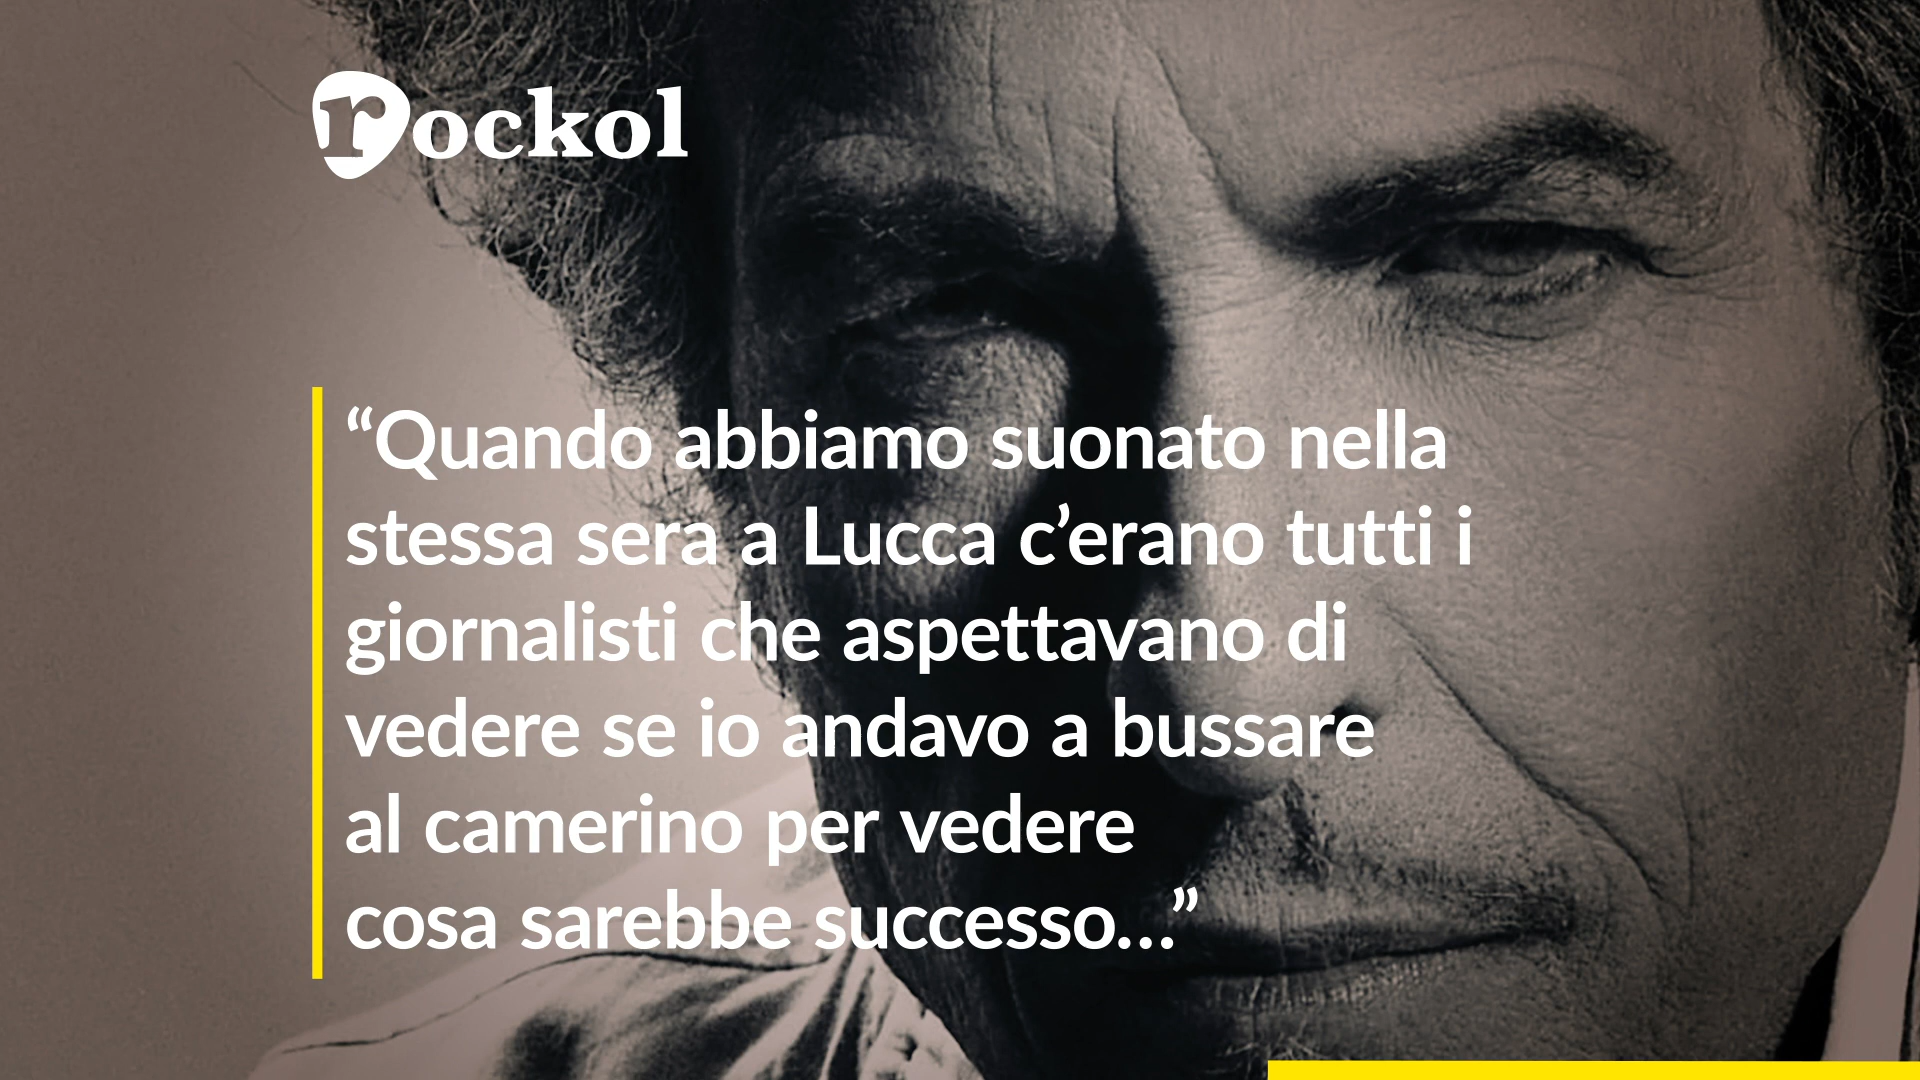 rockol
“Quando abbiamo suonato nella
stessa sera a Lucca c’erano tutti i
giornalisti che aspettavano di
vedere se io andavo a bussare
al camerino per vedere
cosa sarebbe successo...”